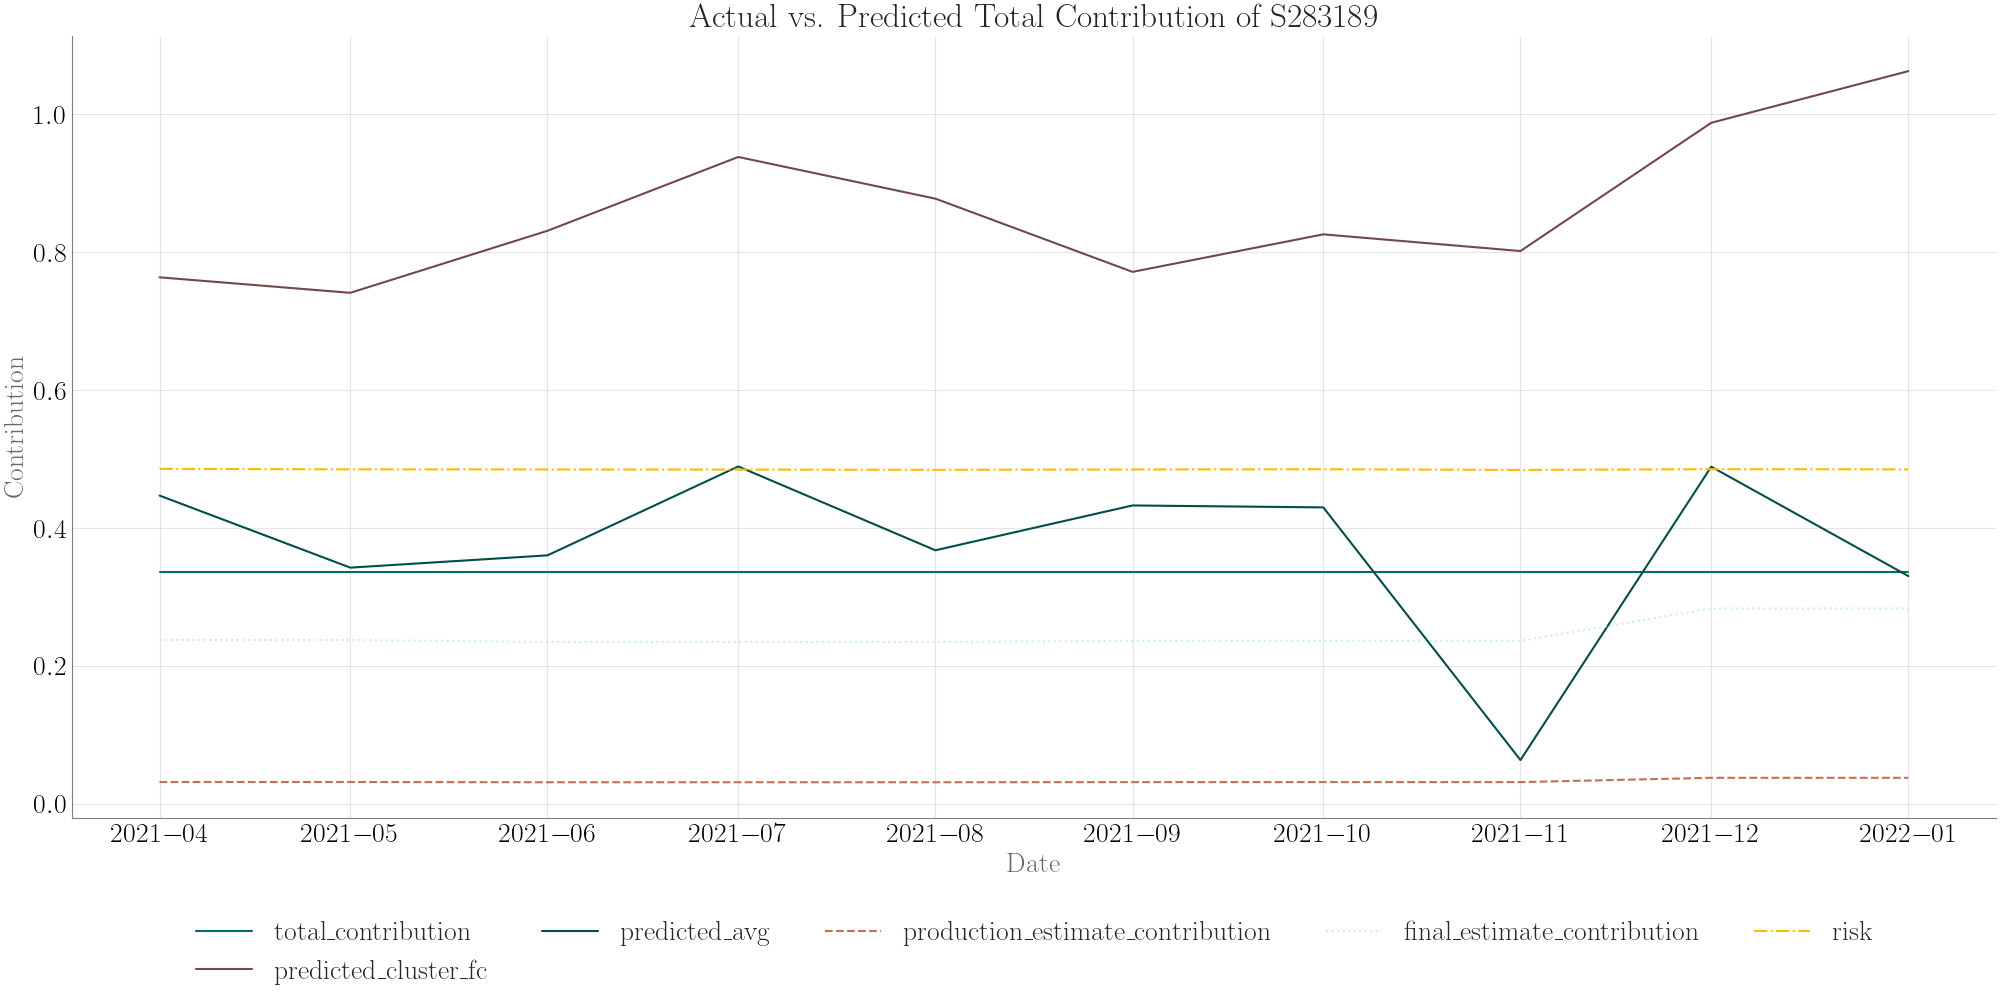 Actual vs. Predicted Total Contribution of S283189
1.0
0.8
0.6
0.4
0.2
0.0
Contribution
2021–04 2021–05 2021–06 2021–07 2021–08 2021–09 2021–10 2021–11 2021–12 2022–01
Date
total_contribution predicted_avg production_estimate_contribution final_estimate_contribution risk
predicted_cluster_fc